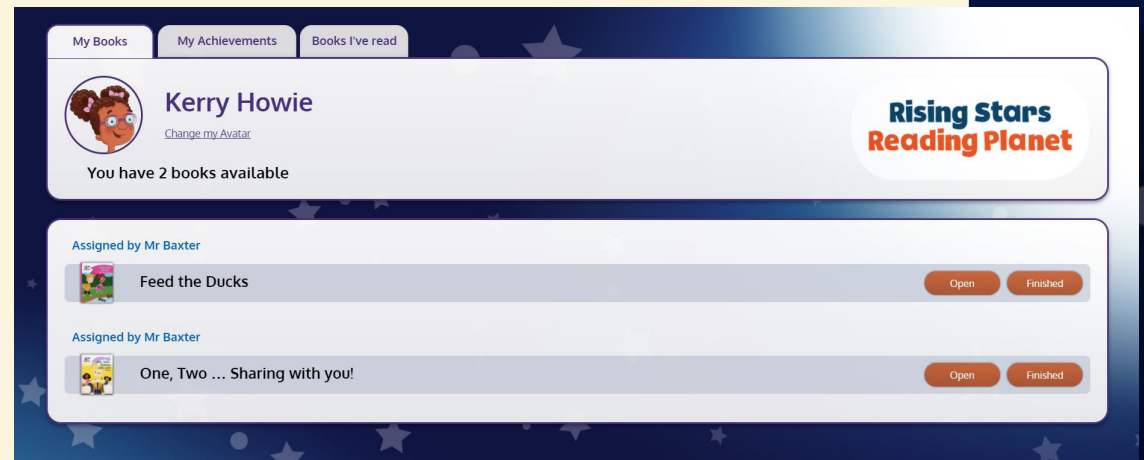 My Books
My Achievements
Books I've read
Kerry Howie
Change my Avatar
You have 2 books available
Rising Stars
Reading Planet
Assigned by Mr Baxter
Feed the Ducks
Open
Finished
Assigned by Mr Baxter
One, Two … Sharing with you!
Open
Finished